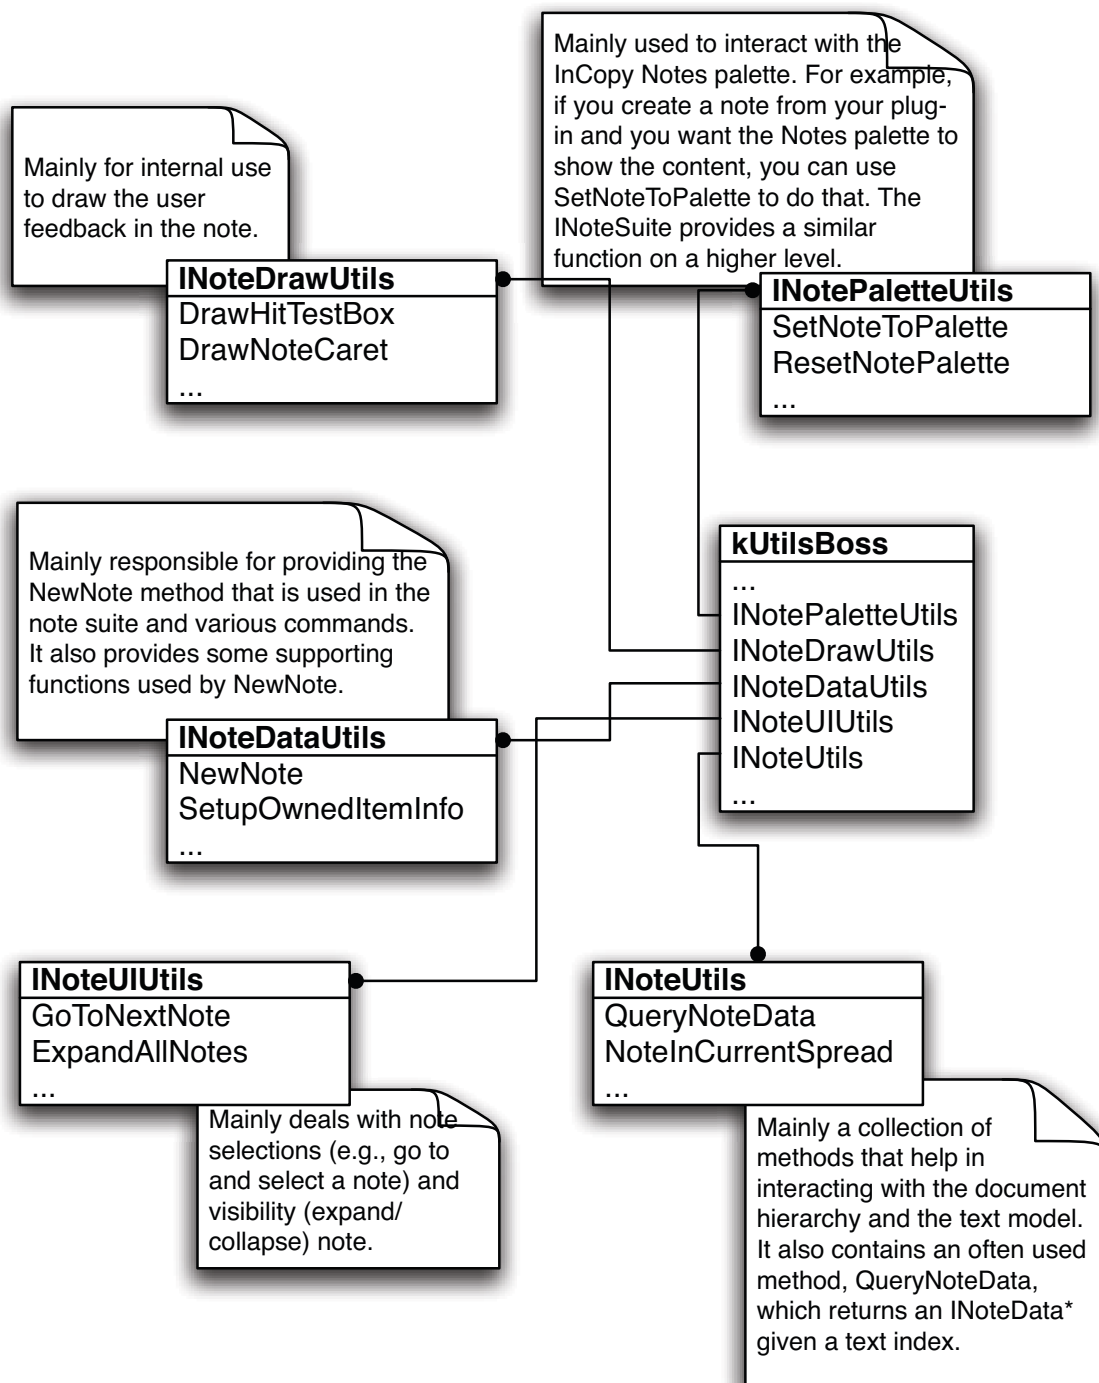 Mainly used to interact with the
InCopy Notes palette. For example,
if you create a note from your plug-
in and you want the Notes palette to
show the content, you can use
SetNoteToPalette to do that. The
INoteSuite provides a similar
function on a higher level.
Mainly for internal use
to draw the user
feedback in the note.
INoteDrawUtils
DrawHitTestBox
DrawNoteCaret
...
INotePaletteUtils
SetNoteToPalette
ResetNotePalette
...
Mainly responsible for providing the
NewNote method that is used in the
note suite and various commands.
It also provides some supporting
functions used by NewNote.
INoteDataUtils
NewNote
SetupOwnedItemInfo
...
kUtilsBoss
...
INotePaletteUtils
INoteDrawUtils
INoteDataUtils
INoteUIUtils
INoteUtils
...
INoteUIUtils
GoToNextNote
ExpandAllNotes
...
Mainly deals with note
selections (e.g., go to
and select a note) and
visibility (expand/
collapse) note.
INoteUtils
QueryNoteData
NoteInCurrentSpread
...
Mainly a collection of
methods that help in
interacting with the document
hierarchy and the text model.
It also contains an often used
method, QueryNoteData,
which returns an INoteData*
given a text index.